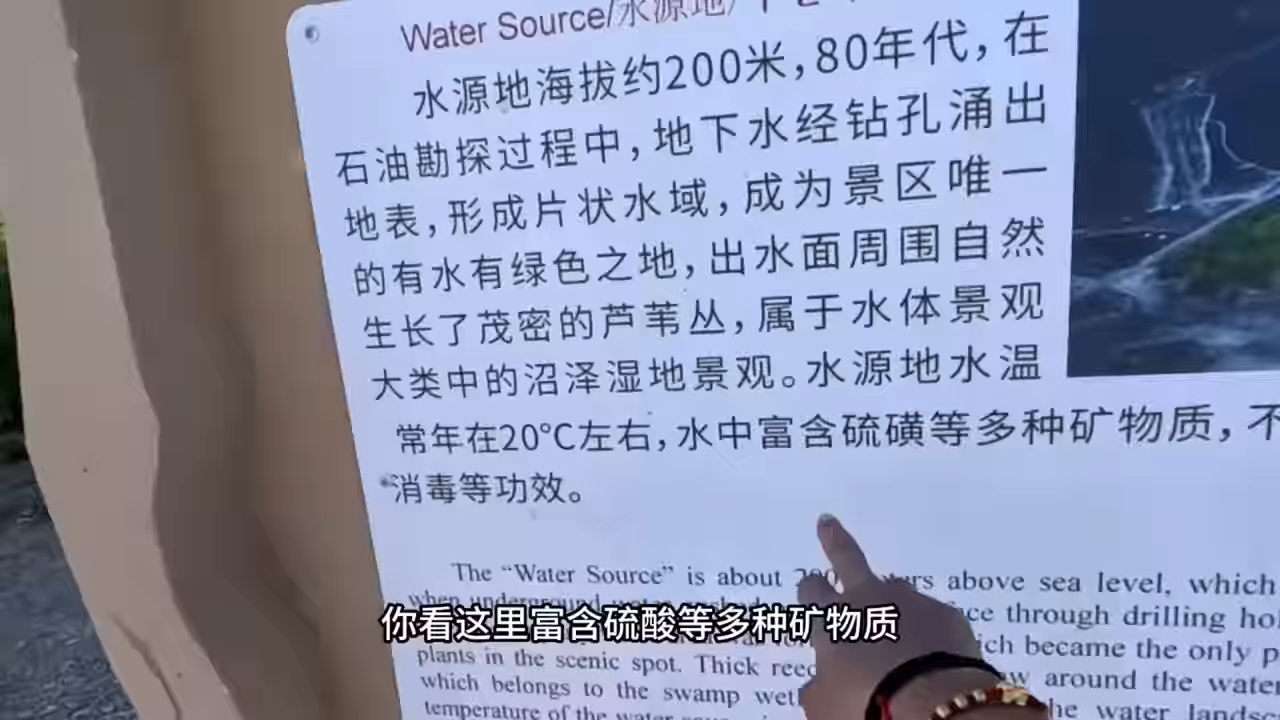 Water Source/水源地/
水源地海拔约200米，80年代，在
石油勘探过程中，地下水经钻孔涌出
地表，形成片状水域，成为景区唯一
的有水有绿色之地，出水面周围自然
生长了茂密的芦苇丛，属于水体景观
大类中的沼泽湿地景观。水源地水温
常年在20℃左右，水中富含硫磺等多种矿物质，不
消毒等功效。
The “Water Source” is about above sea level, which
when underground through drilling
你看这里富含硫酸等多种矿物质
became the only
plants in the scenic spot. Thick
which belongs to the swamp around the water
temperature of the water the water